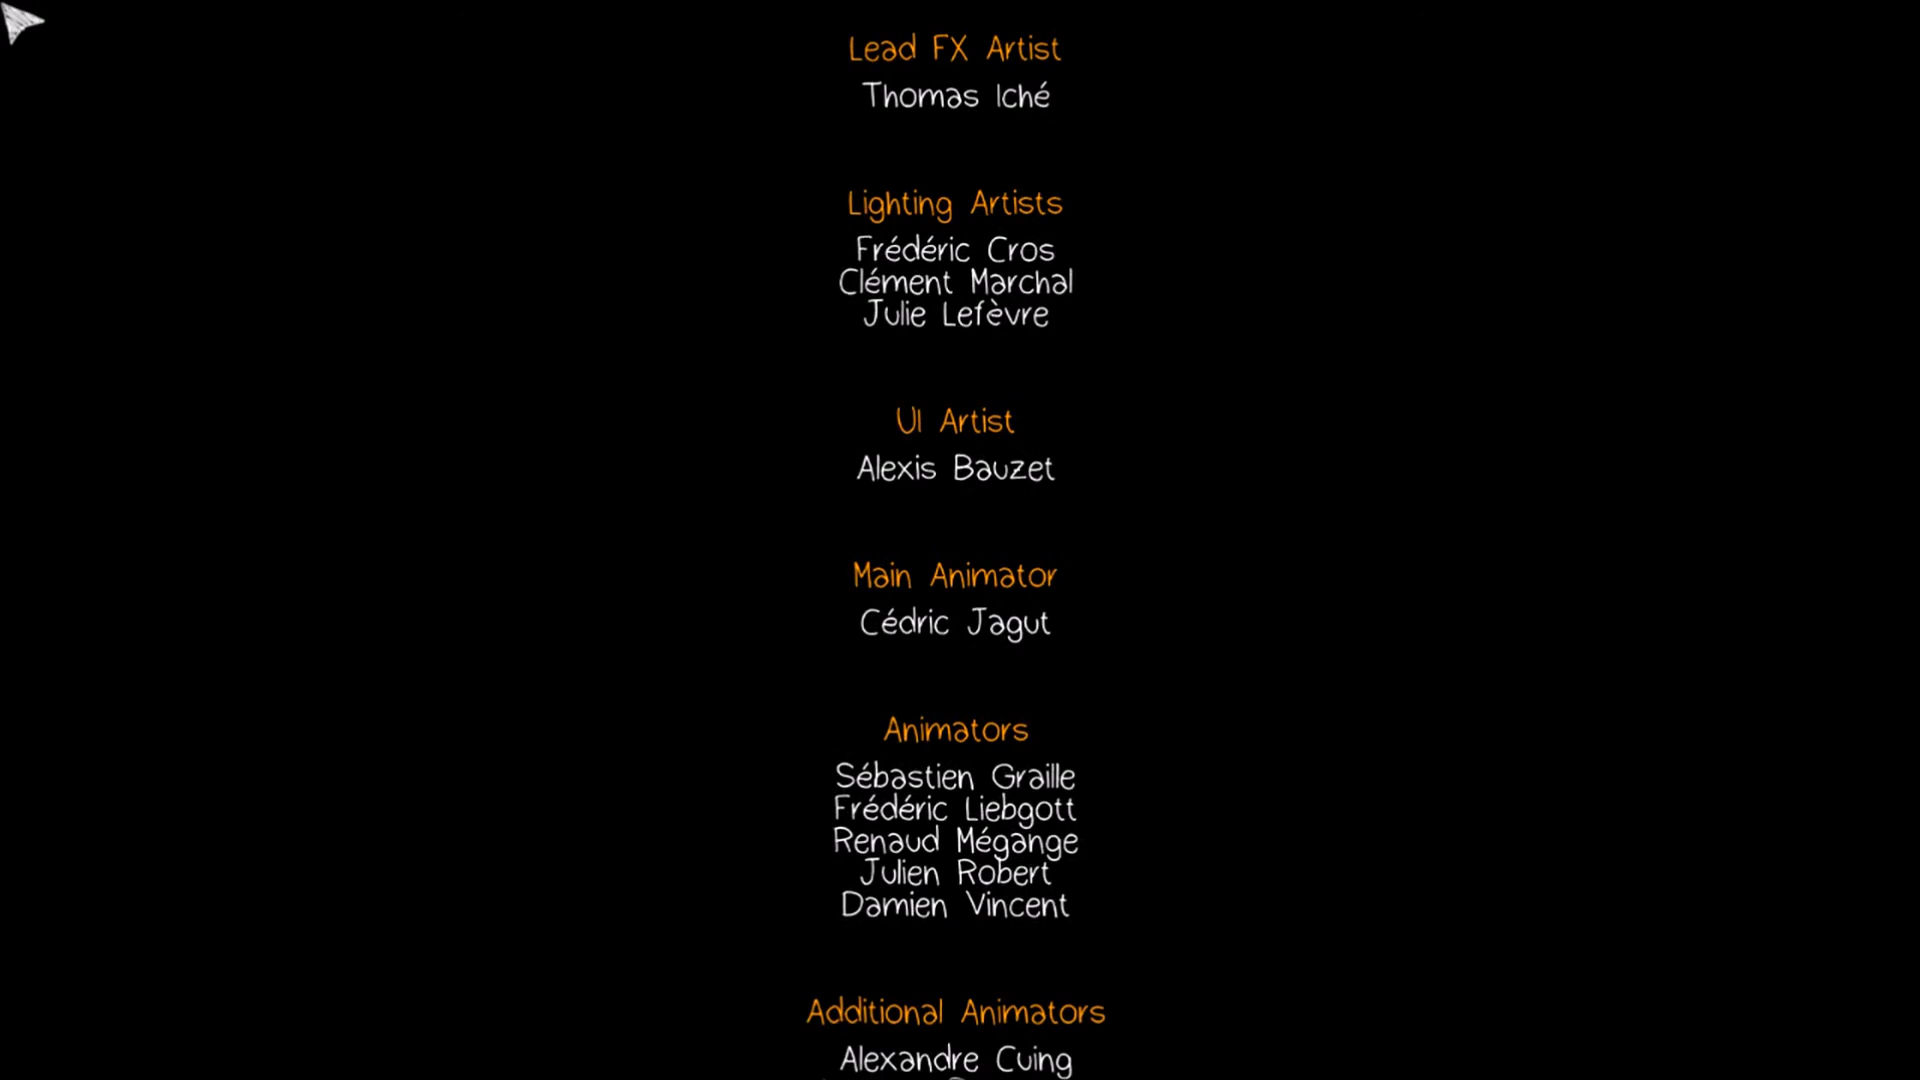 Lead FX Artist
Thomas Iché
Lighting Artists
Frédéric Cros
Clément Marchal
Julie Lefèvre
UI Artist
Alexis Bauzet
Main Animator
Cédric Jagut
Animators
Sébastien Graille
Frédéric Liebgott
Renaud Mégange
Julien Robert
Damien Vincent
Additional Animators
Alexandre Cuing